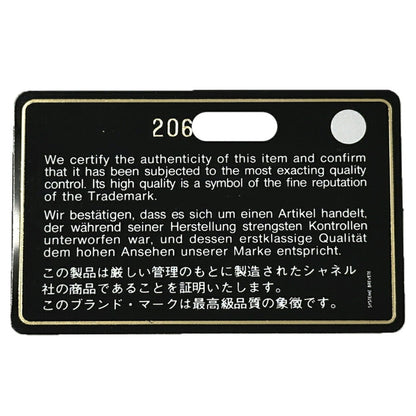 206
We certify the authenticity of this item and confirm
that it has been subjected to the most exacting quality
control. Its high quality is a symbol of the fine reputation
of the Trademark.
Wir bestätigen, dass es sich um einen Artikel handelt,
der während seiner Herstellung strengsten Kontrollen
unterworfen war, und dessen erstklassige Qualität
dem hohen Ansehen unserer Marke entspricht.
この製品は厳しい管理のもとに製造されたシャネル
社の商品であることを証明いたします。
このブランド・マークは最高級品質の象徴です。
SYSTEME BREVETE